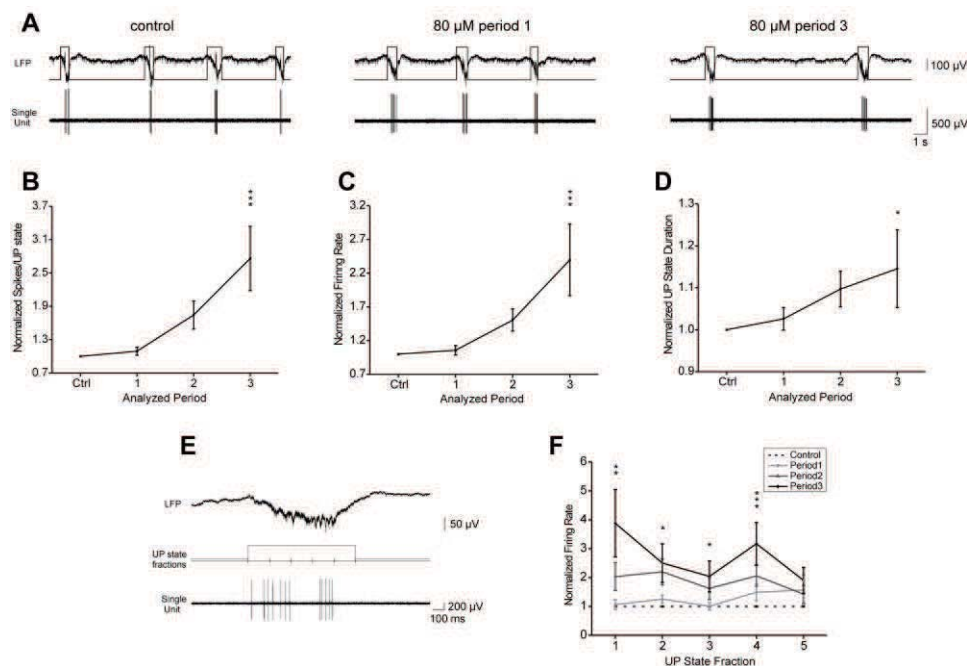 A
control
80 µM period 1
80 µM period 3
LFP
100 µV
Single
Unit
500 µV
1 s
B
Normalized Spikes/UP state
3.7
3.1
2.5
1.9
1.3
0.7
***
Ctrl
1
2
3
Analyzed Period
C
Normalized Firing Rate
3.2
2.7
2.2
1.7
1.2
0.7
***
Ctrl
1
2
3
Analyzed Period
D
Normalized UP State Duration
1.3
1.2
1.1
1.0
0.9
*
Ctrl
1
2
3
Analyzed Period
E
LFP
50 µV
UP state
fractions
Single
Unit
200 µV
100 ms
F
Control
Period1
Period2
Period3
Normalized Firing Rate
6
5
4
3
2
1
0
**
*
*
***
1
2
3
4
5
UP State Fraction